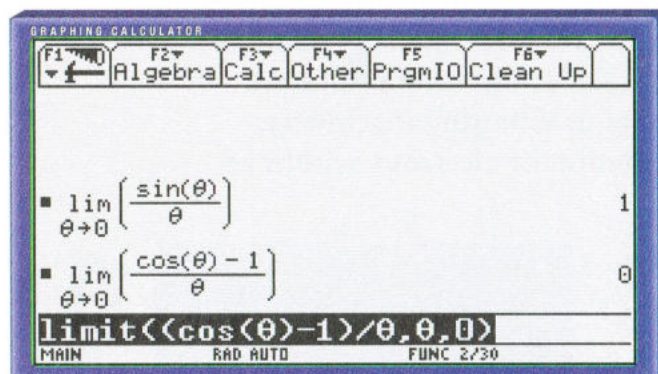 GRAPHING CALCULATOR
F1 F2 F3 F4 F5 F6
Algebra Calc Other PrgmIO Clean Up
lim θ→0 (sin(θ)/θ) 1
lim θ→0 (cos(θ) - 1/θ) 0
limit((cos(θ)-1)/θ,θ,0)
MAIN RAD AUTO FUNC 2/30